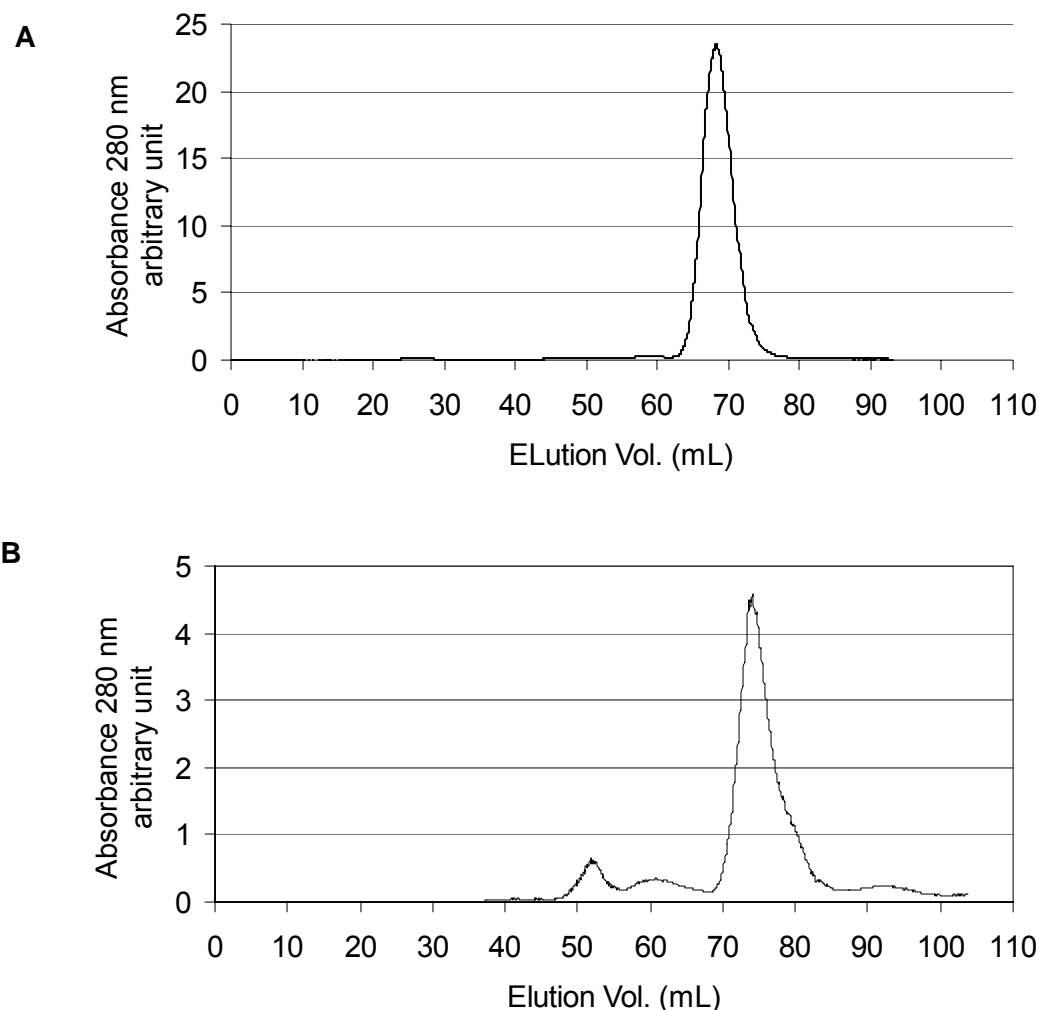 A
Absorbance 280 nm
arbitrary unit
25
20
15
10
5
0
0 10 20 30 40 50 60 70 80 90 100 110
ELution Vol. (mL)
B
Absorbance 280 nm
arbitrary unit
5
4
3
2
1
0
0 10 20 30 40 50 60 70 80 90 100 110
Elution Vol. (mL)